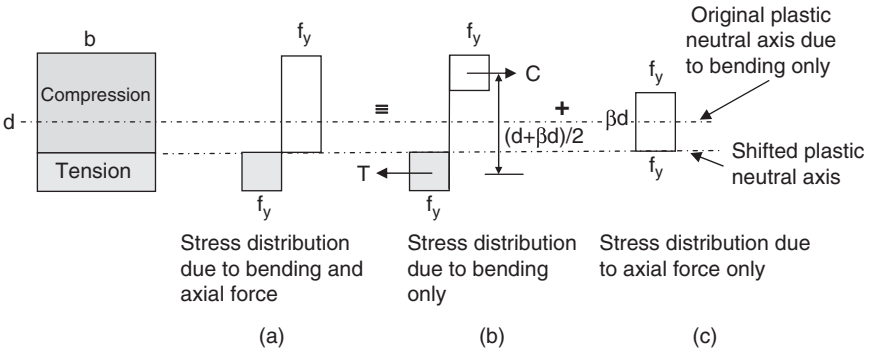 b
d
Compression
Tension
f_y
f_y
≡
f_y
C
(d+βd)/2
T
f_y
+
f_y
βd
f_y
Original plastic
neutral axis due
to bending only
Shifted plastic
neutral axis
Stress distribution
due to bending and
axial force
Stress distribution
due to bending
only
Stress distribution due
to axial force only
(a)
(b)
(c)